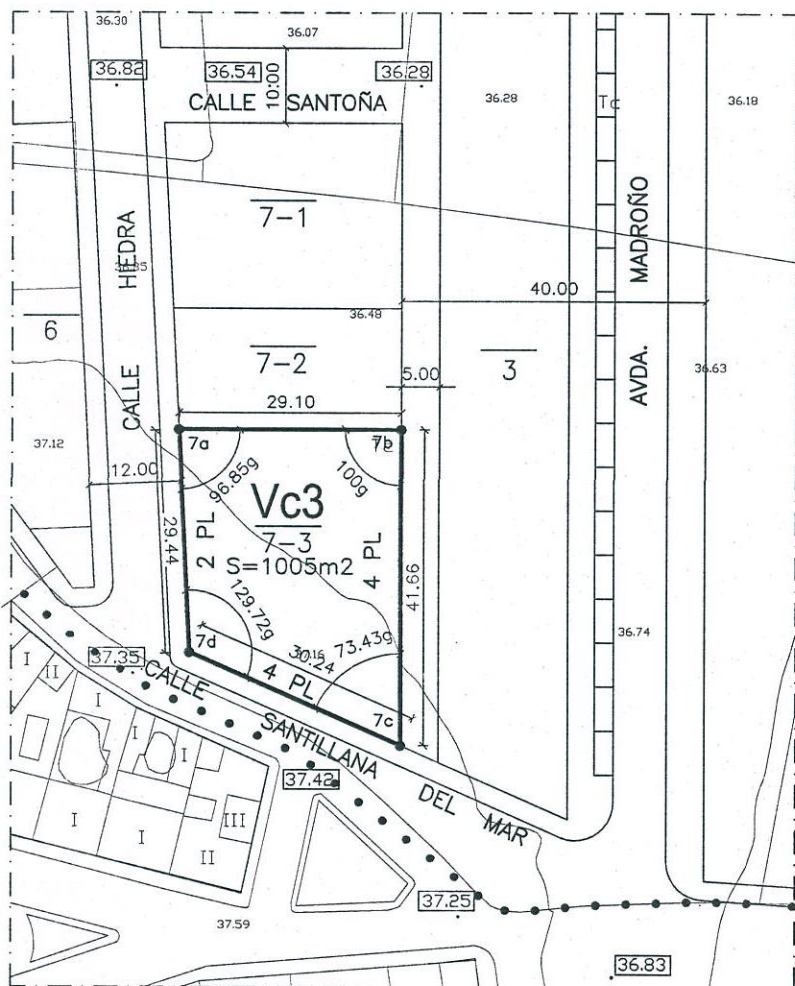 36.30
36.07
36.82
36.54
36.28
10:00
CALLE SANTOÑA
36.28
Tc
36.18
7-1
CALLE HIEDRA
AVDA. MADROÑO
40.00
36.48
6
7-2
3
5.00
36.63
29.10
7a
7b
37.12
12.00
96.85g
100g
Vc3
7-3
S=1005m2
29.44
2 PL
4 PL
41.66
129.72g
73.43g
36.74
7d
30.24
4 PL
7c
37.35
CALLE SANTILLANA DEL MAR
I
II
I
I
I
37.42
I
I
III
II
37.25
37.59
36.83